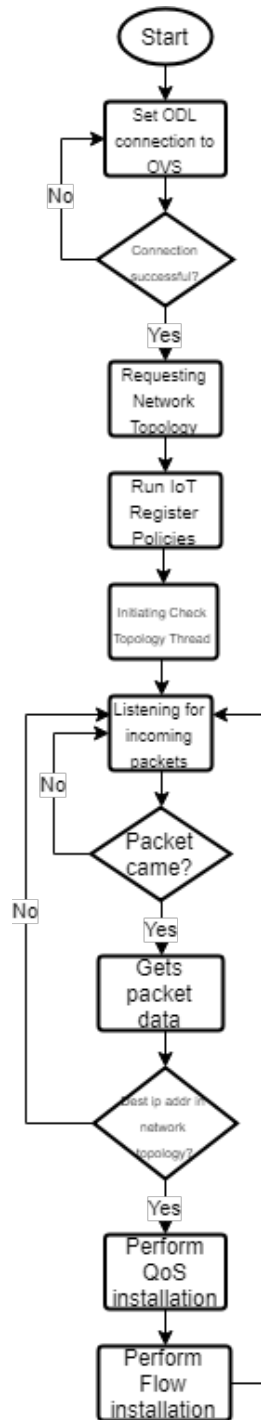 Start
Set ODL
connection to
OVS
No
Connection
successful?
Yes
Requesting
Network
Topology
Run IoT
Register
Policies
Initiating Check
Topology Thread
Listening for
incoming
packets
No
Packet
came?
No
Yes
Gets
packet
data
Dest ip addr in
network
topology?
Yes
Perform
QoS
installation
Perform
Flow
installation